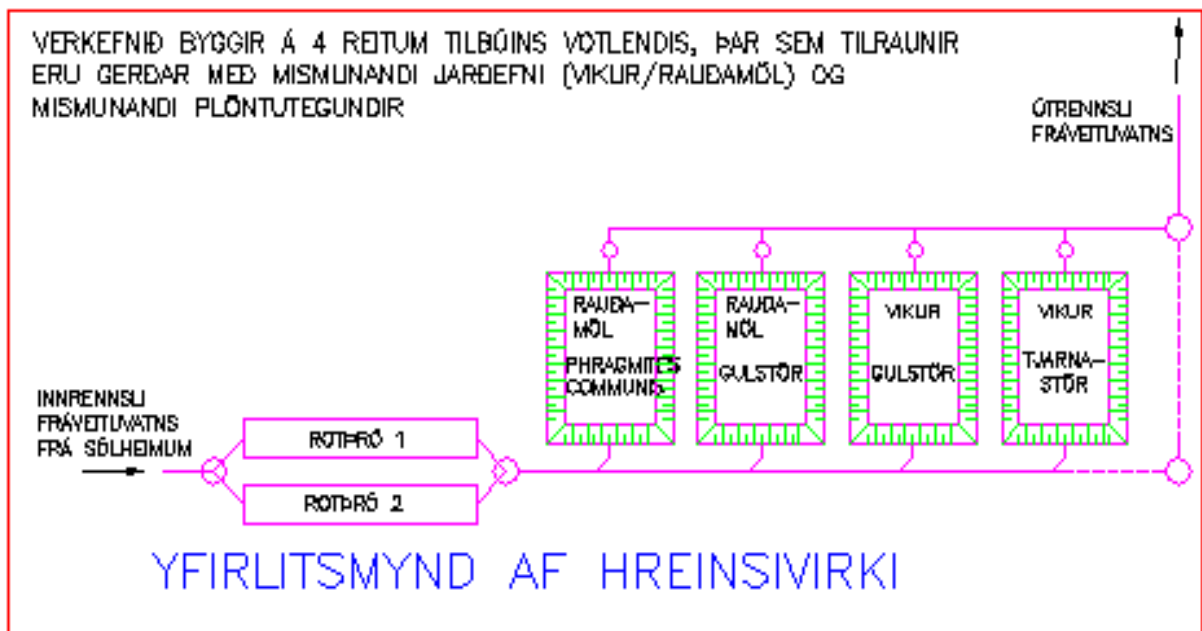 VERKEFNIÐ BYGGIR Á 4 REITUM TILBÚINS VOTLENDIS, ÞAR SEM TILRAUNIR
ERU GERÐAR MEÐ MISMUNANDI JARÐEFNI (VIKUR/RAUÐAMÖL) OG
MISMUNANDI PLÖNTUTEGUNDIR
ÚTRENNSLI
FRÁVEITUVATNS
RAUÐA-
MÖL
PHRAGMITES
COMMUNIS
RAUÐA-
MÖL
GULSTÖR
VIKUR
GULSTÖR
VIKUR
TJARNA-
STÖR
INNRENNSLI
FRÁVEITUVATNS
FRÁ SÓLHEIMUM
ROTÞRÓ 1
ROTÞRÓ 2
YFIRLITSMYND AF HREINSIVIRKI